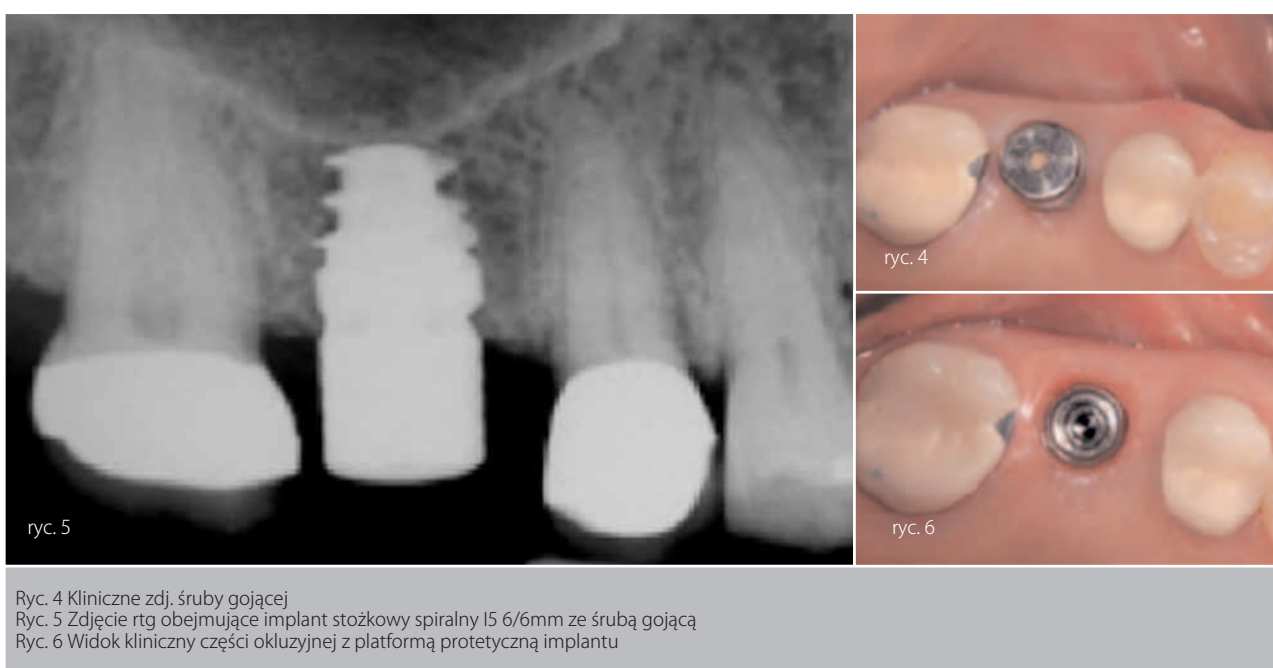 ryc. 4
ryc. 5
ryc. 6
Ryc. 4 Kliniczne zdj. śruby gojącej
Ryc. 5 Zdjęcie rtg obejmujące implant stożkowy spiralny I5 6/6mm ze śrubą gojącą
Ryc. 6 Widok kliniczny części okluzyjnej z platformą protetyczną implantu